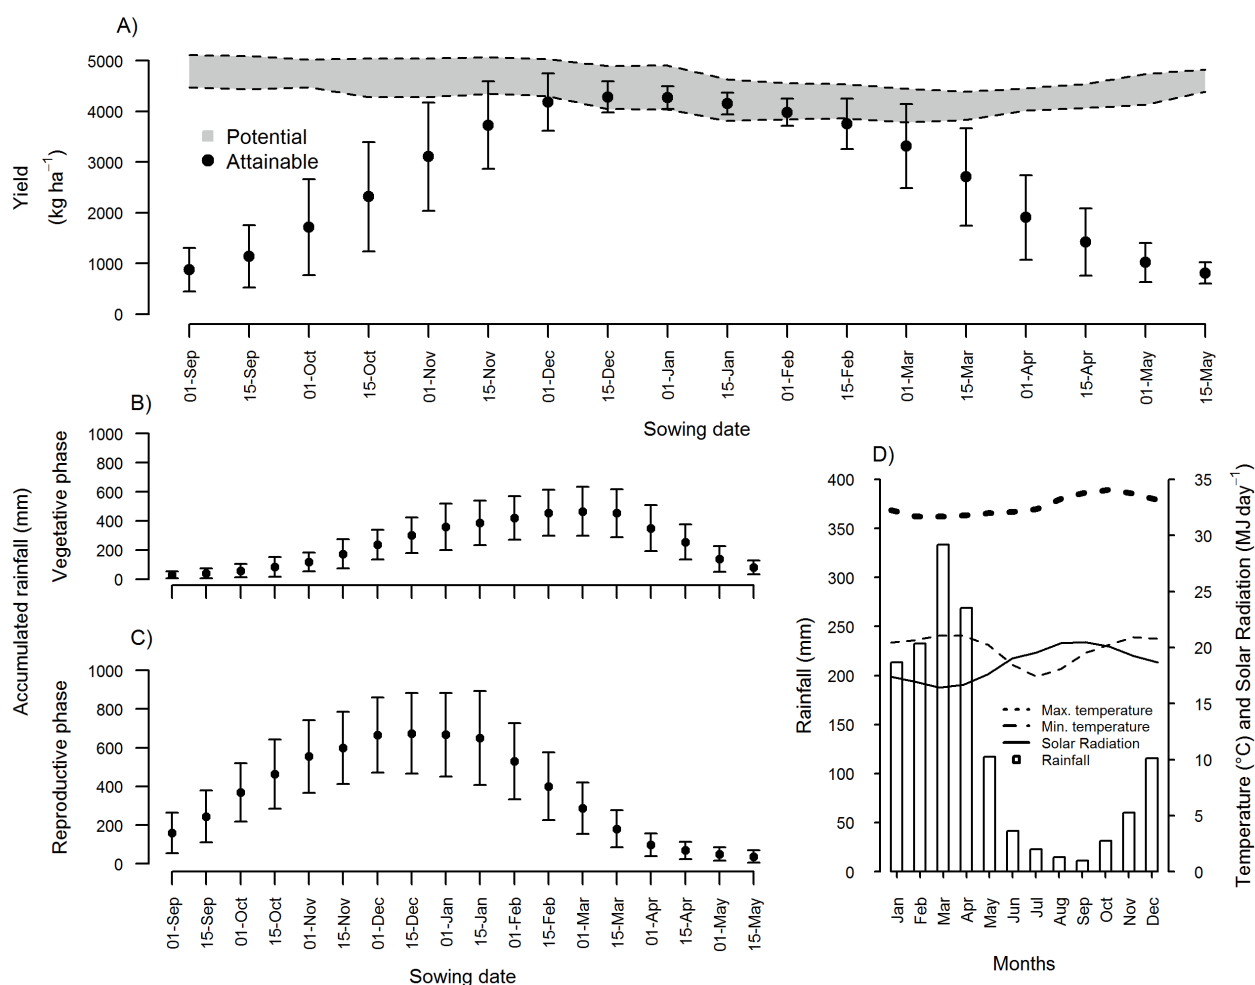 A)
Yield
(kg ha−1)
5000
4000
3000
2000
1000
0
Potential
Attainable
01-Sep
15-Sep
01-Oct
15-Oct
01-Nov
15-Nov
01-Dec
15-Dec
01-Jan
15-Jan
01-Feb
15-Feb
01-Mar
15-Mar
01-Apr
15-Apr
01-May
15-May
Sowing date
Accumulated rainfall (mm)
B)
Vegetative phase
1000
800
600
400
200
0
C)
Reproductive phase
1000
800
600
400
200
0
01-Sep
15-Sep
01-Oct
15-Oct
01-Nov
15-Nov
01-Dec
15-Dec
01-Jan
15-Jan
01-Feb
15-Feb
01-Mar
15-Mar
01-Apr
15-Apr
01-May
15-May
Sowing date
D)
Rainfall (mm)
400
350
300
250
200
150
100
50
0
Max. temperature
Min. temperature
Solar Radiation
Rainfall
35
30
25
20
15
10
5
0
Temperature (°C) and Solar Radiation (MJ day−1)
Jan
Feb
Mar
Apr
May
Jun
Jul
Aug
Sep
Oct
Nov
Dec
Months